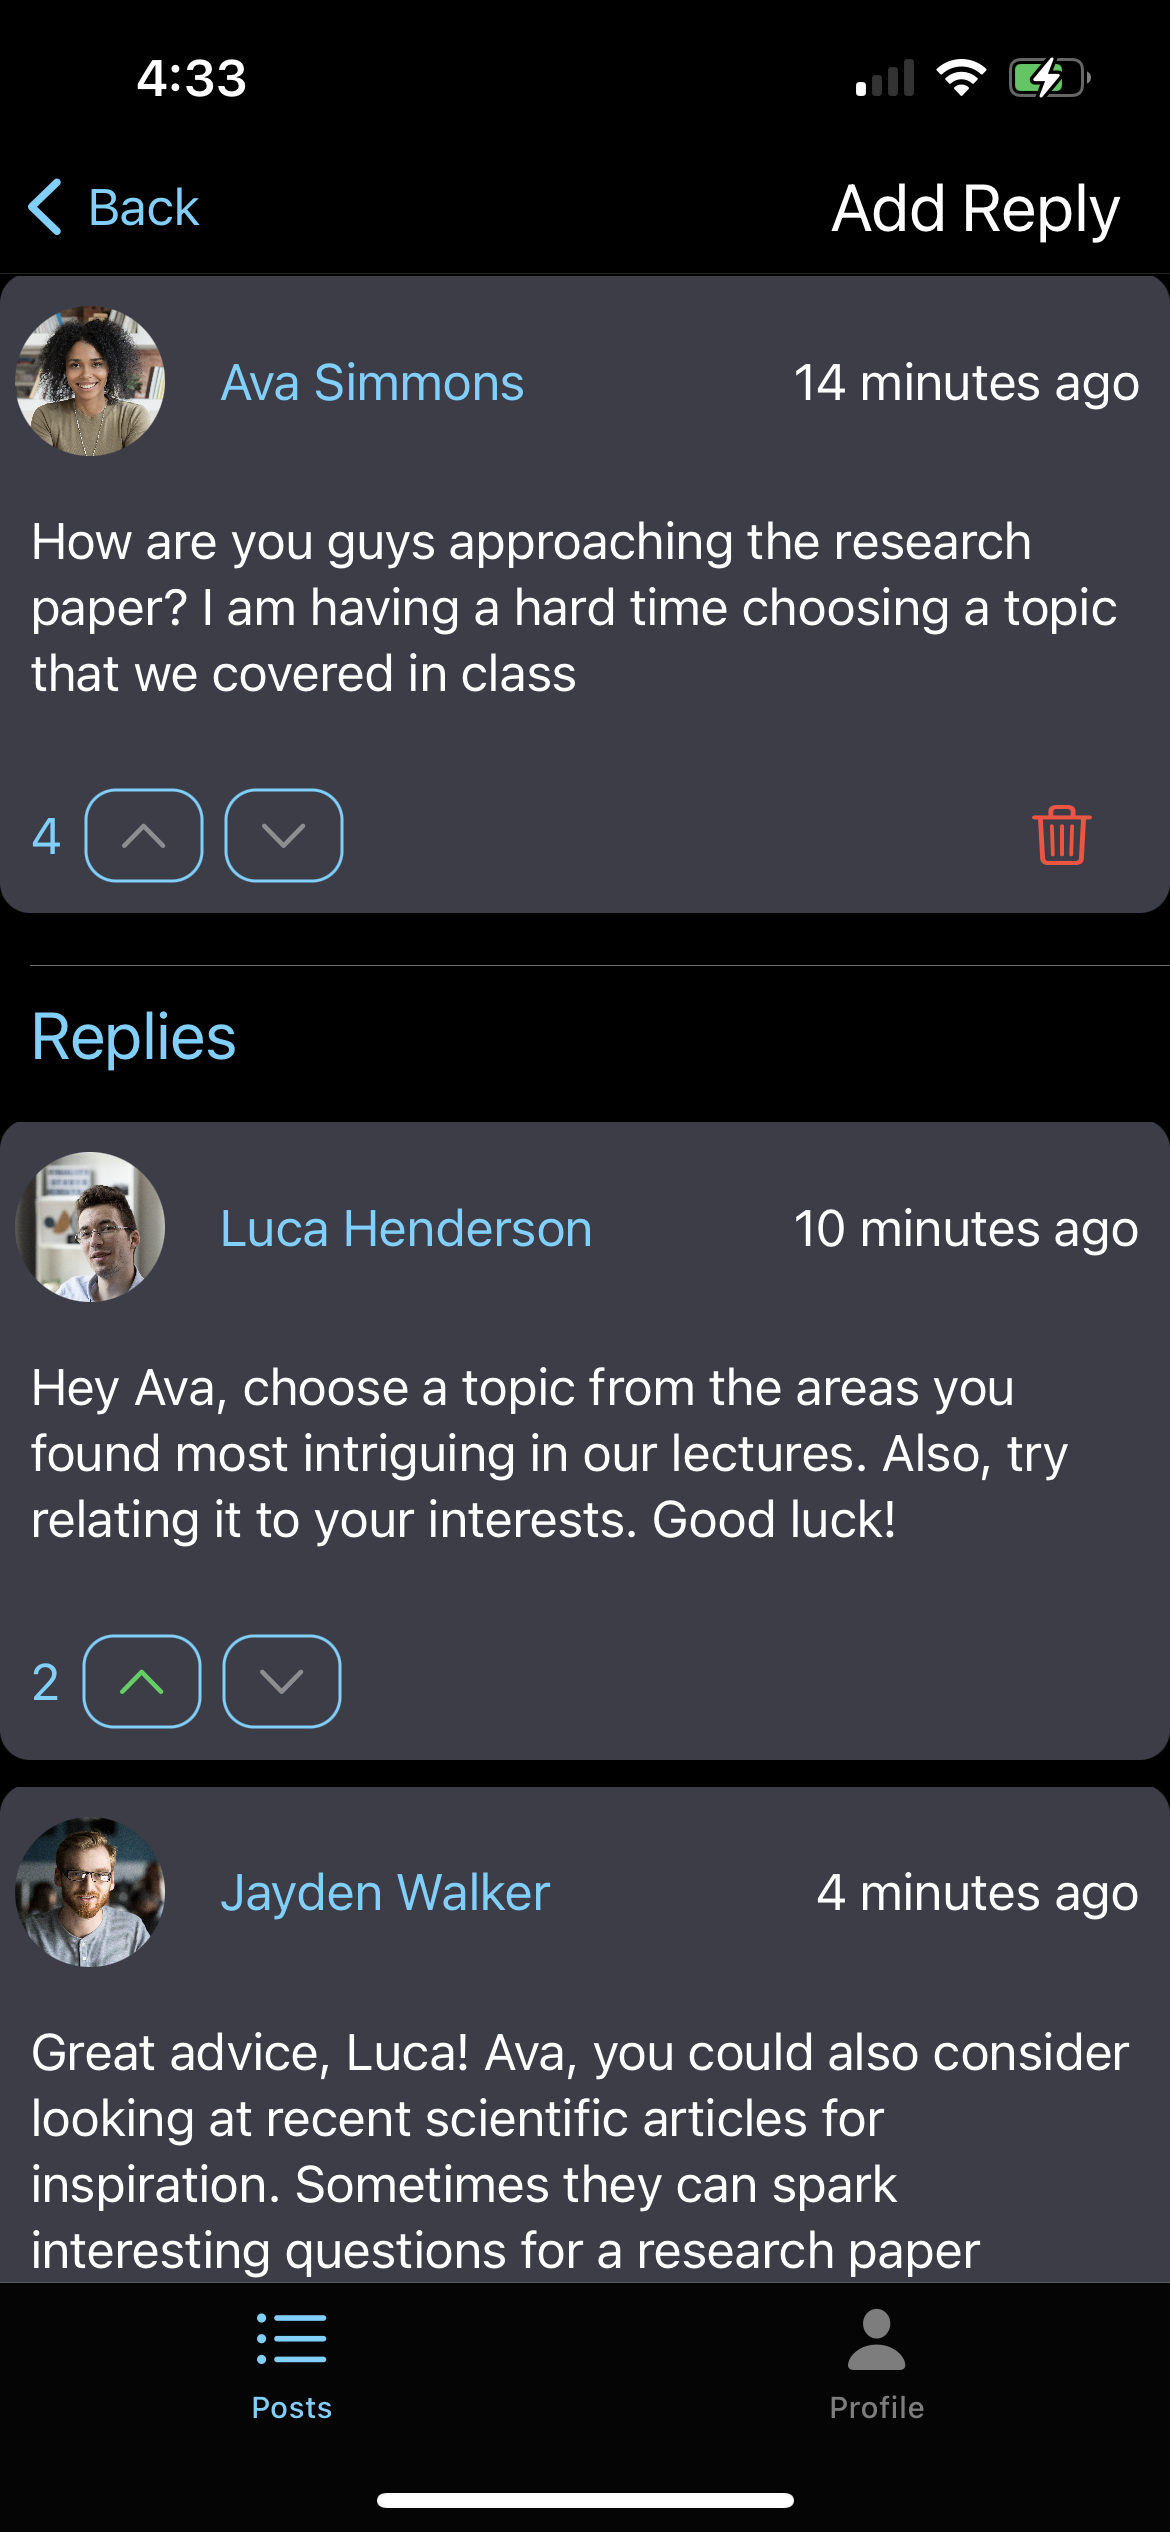 4:33
Back
Add Reply
Ava Simmons
14 minutes ago
How are you guys approaching the research
paper? I am having a hard time choosing a topic
that we covered in class
4
Replies
Luca Henderson
10 minutes ago
Hey Ava, choose a topic from the areas you
found most intriguing in our lectures. Also, try
relating it to your interests. Good luck!
2
Jayden Walker
4 minutes ago
Great advice, Luca! Ava, you could also consider
looking at recent scientific articles for
inspiration. Sometimes they can spark
interesting questions for a research paper
Posts
Profile